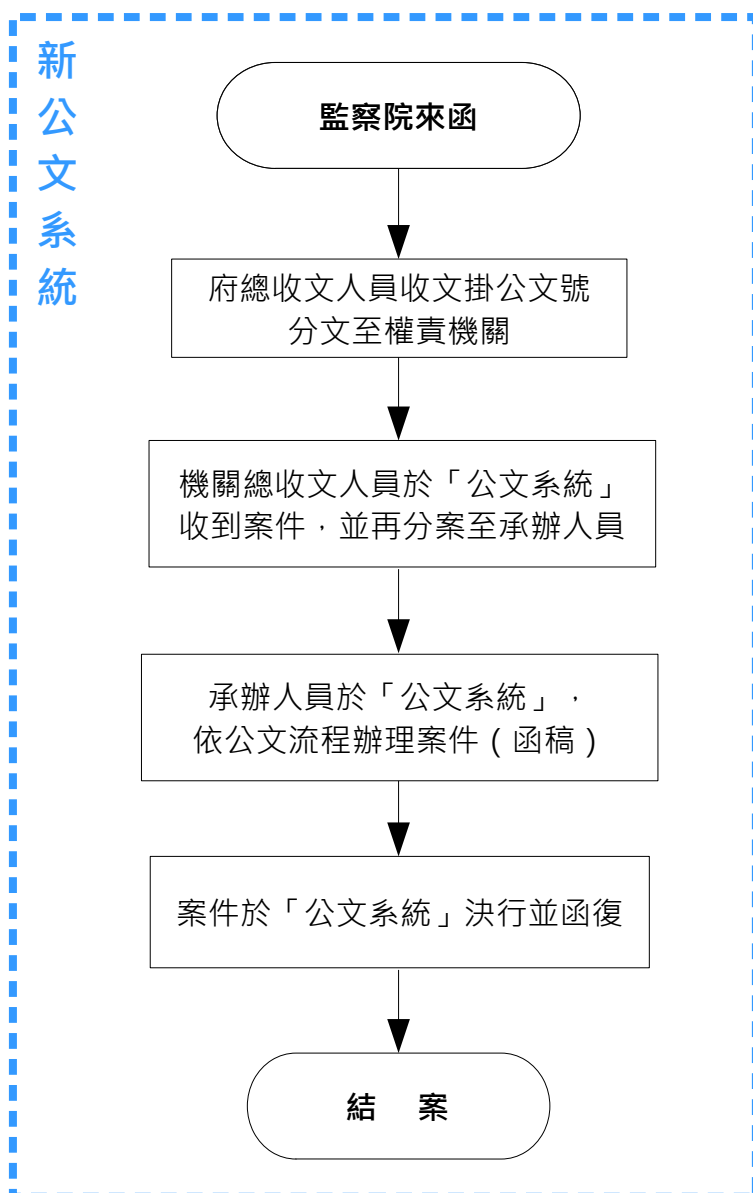 新公文系統
監察院來函
府總收文人員收文掛公文號
分文至權責機關
機關總收文人員於「公文系統」
收到案件，並再分案至承辦人員
承辦人員於「公文系統」，
依公文流程辦理案件（函稿）
案件於「公文系統」決行並函復
結　案